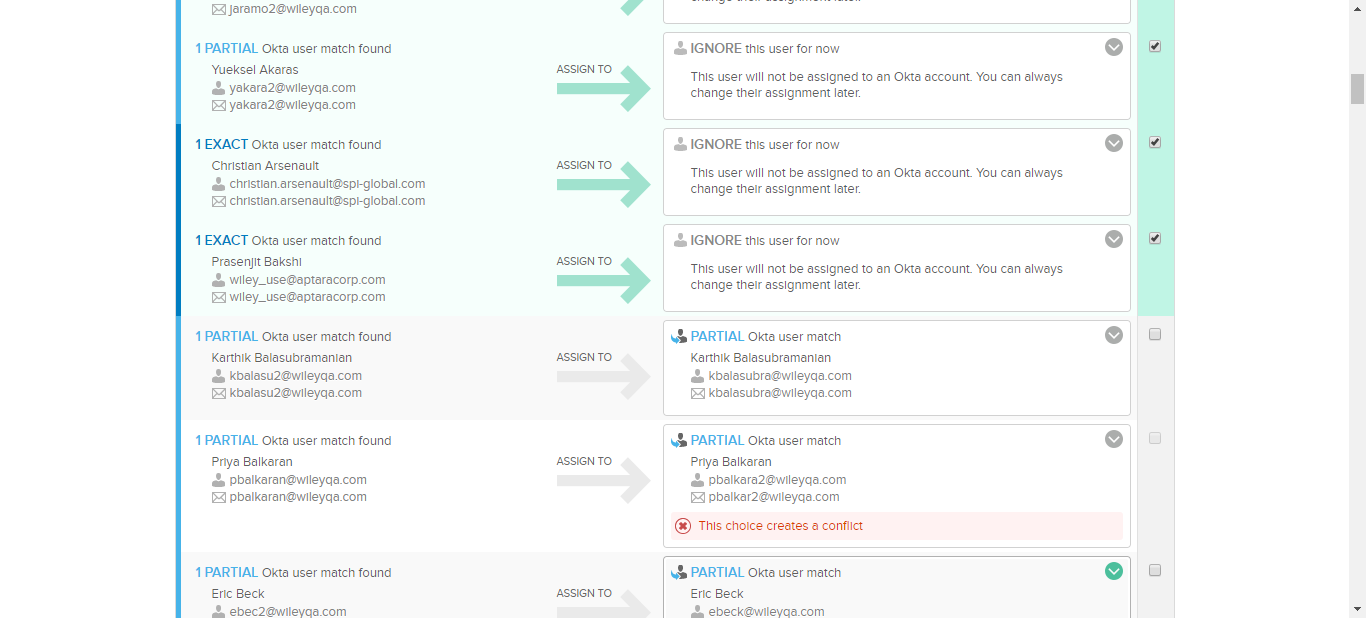 jaramo2@wileyqa.com
change their assignment later.
1 PARTIAL Okta user match found
Yueksel Akaras
yakara2@wileyqa.com
yakara2@wileyqa.com
ASSIGN TO
IGNORE this user for now
This user will not be assigned to an Okta account. You can always
change their assignment later.
1 EXACT Okta user match found
Christian Arsenault
christian.arsenault@spi-global.com
christian.arsenault@spi-global.com
ASSIGN TO
IGNORE this user for now
This user will not be assigned to an Okta account. You can always
change their assignment later.
1 EXACT Okta user match found
Prasenjit Bakshi
wiley_use@aptaracorp.com
wiley_use@aptaracorp.com
ASSIGN TO
IGNORE this user for now
This user will not be assigned to an Okta account. You can always
change their assignment later.
1 PARTIAL Okta user match found
Karthik Balasubramanian
kbalasu2@wileyqa.com
kbalasu2@wileyqa.com
ASSIGN TO
PARTIAL Okta user match
Karthik Balasubramanian
kbalasubra@wileyqa.com
kbalasubra@wileyqa.com
1 PARTIAL Okta user match found
Priya Balkaran
pbalkaran@wileyqa.com
pbalkaran@wileyqa.com
ASSIGN TO
PARTIAL Okta user match
Priya Balkaran
pbalkara2@wileyqa.com
pbalkar2@wileyqa.com
This choice creates a conflict
1 PARTIAL Okta user match found
Eric Beck
ebec2@wileyqa.com
ASSIGN TO
PARTIAL Okta user match
Eric Beck
ebeck@wileyqa.com